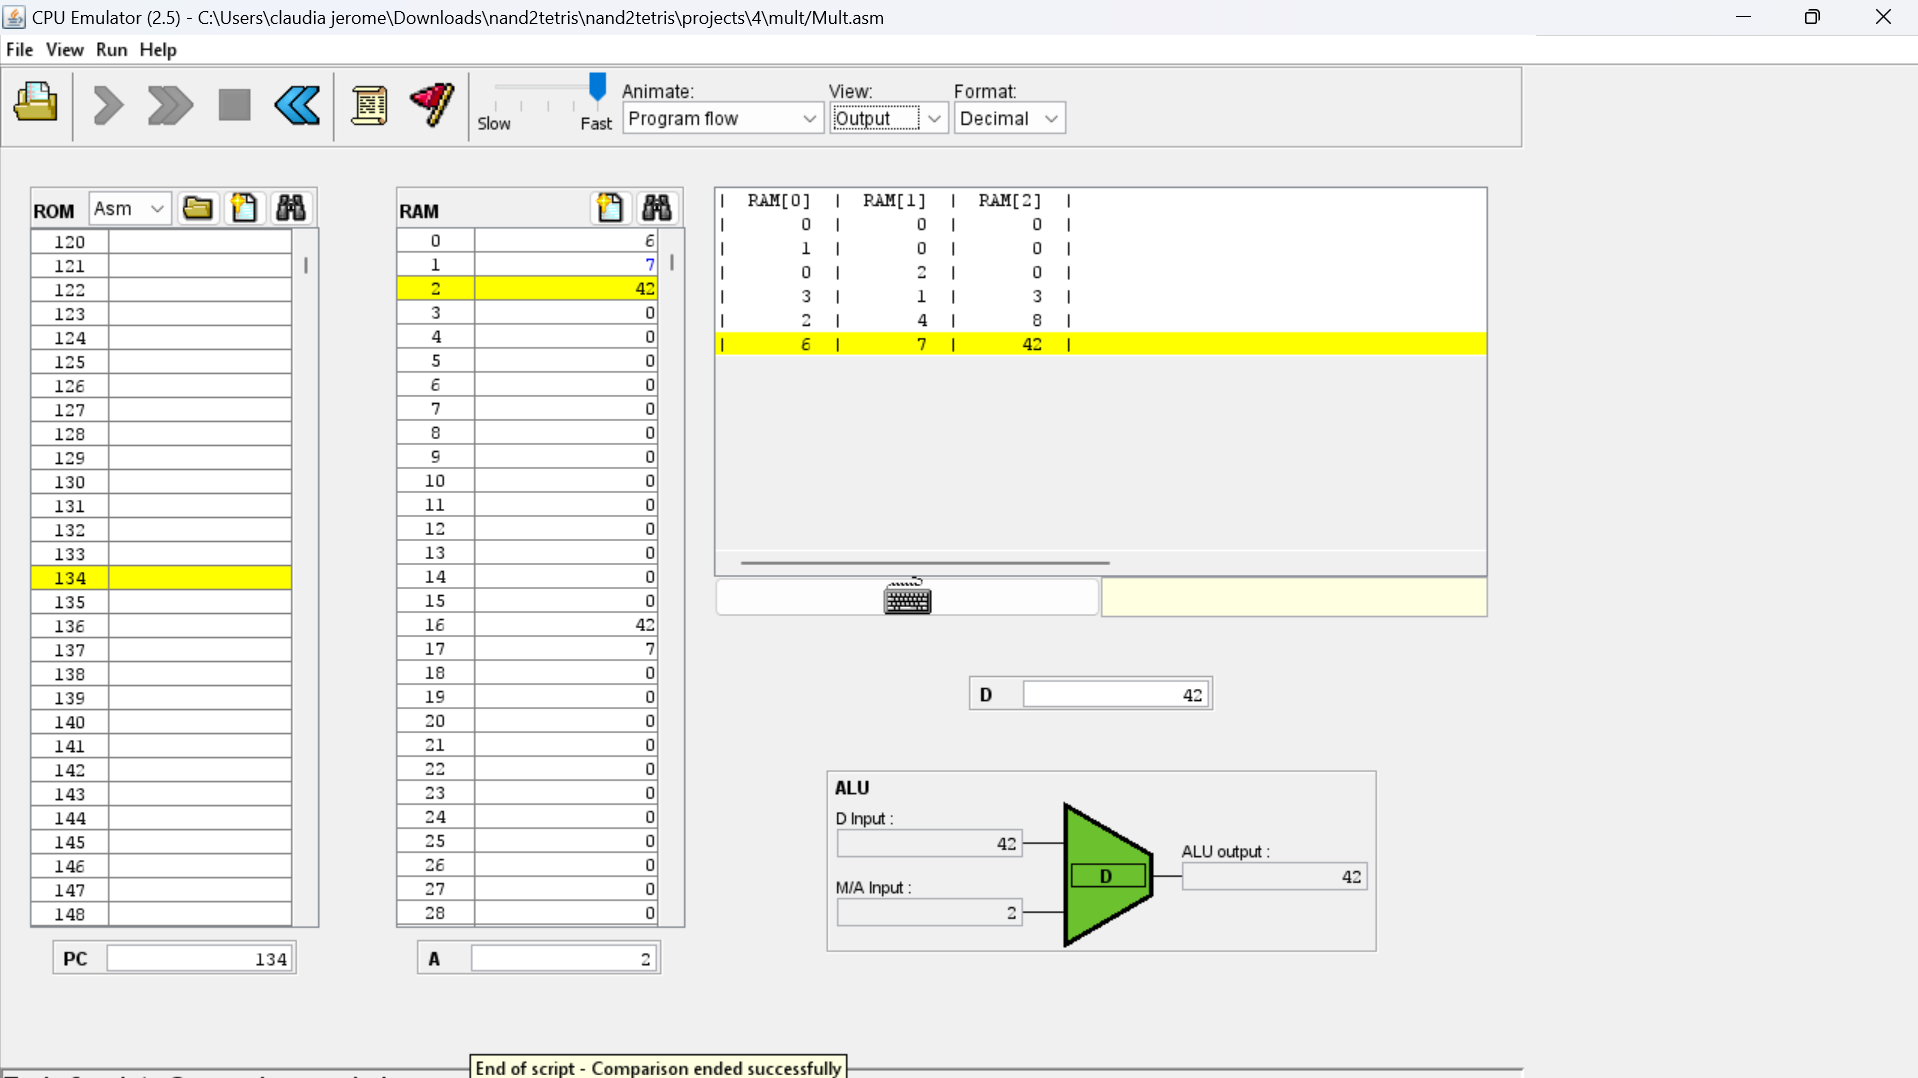 CPU Emulator (2.5) - C:\Users\claudia jerome\Downloads\nand2tetris\nand2tetris\projects\4\mult/Mult.asm
File View Run Help
Animate: View: Format:
Slow Fast Program flow Output Decimal
ROM Asm
120
121
122
123
124
125
126
127
128
129
130
131
132
133
134
135
136
137
138
139
140
141
142
143
144
145
146
147
148
PC 134
RAM
0 6
1 7
2 42
3 0
4 0
5 0
6 0
7 0
8 0
9 0
10 0
11 0
12 0
13 0
14 0
15 0
16 42
17 7
18 0
19 0
20 0
21 0
22 0
23 0
24 0
25 0
26 0
27 0
28 0
A 2
| RAM[0] | RAM[1] | RAM[2] |
| 0 | 0 | 0 |
| 1 | 0 | 0 |
| 0 | 2 | 0 |
| 3 | 1 | 3 |
| 2 | 4 | 8 |
| 6 | 7 | 42 |
D 42
ALU
D Input :
42
M/A Input :
2
D
ALU output :
42
End of script - Comparison ended successfully